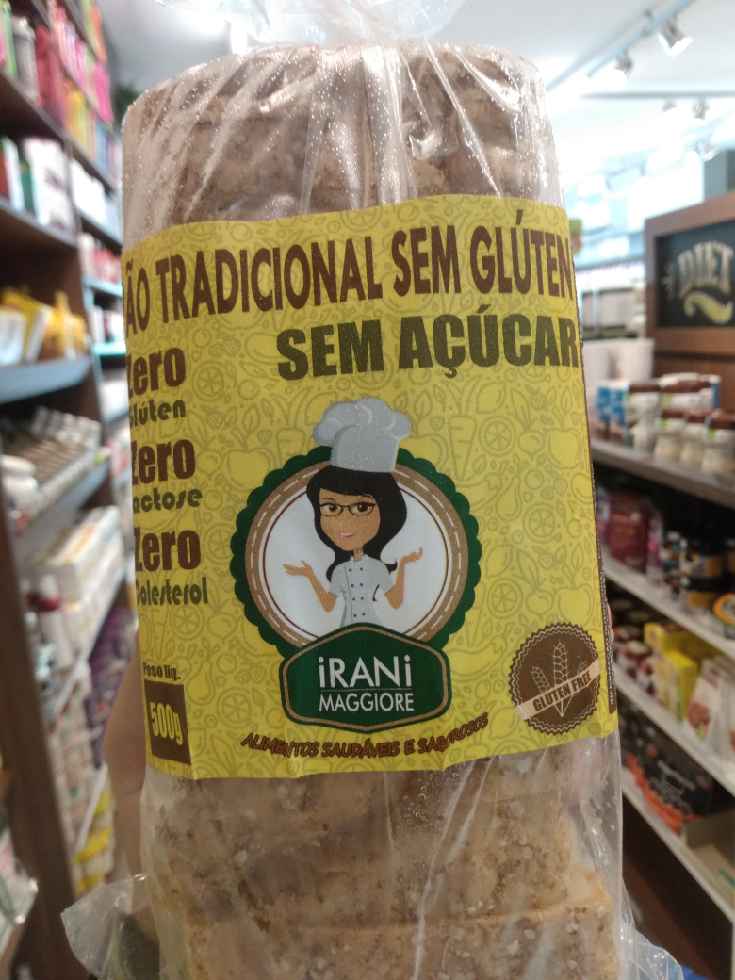 ÃO TRADICIONAL SEM GLÚTEN
SEM AÇÚCAR
Zero
Glúten
Zero
actose
Zero
Colesterol
Peso líq.
500g
iRANi
MAGGIORE
ALIMENTOS SAUDÁVEIS E SABOROSOS
GLUTEN FREE
DIET